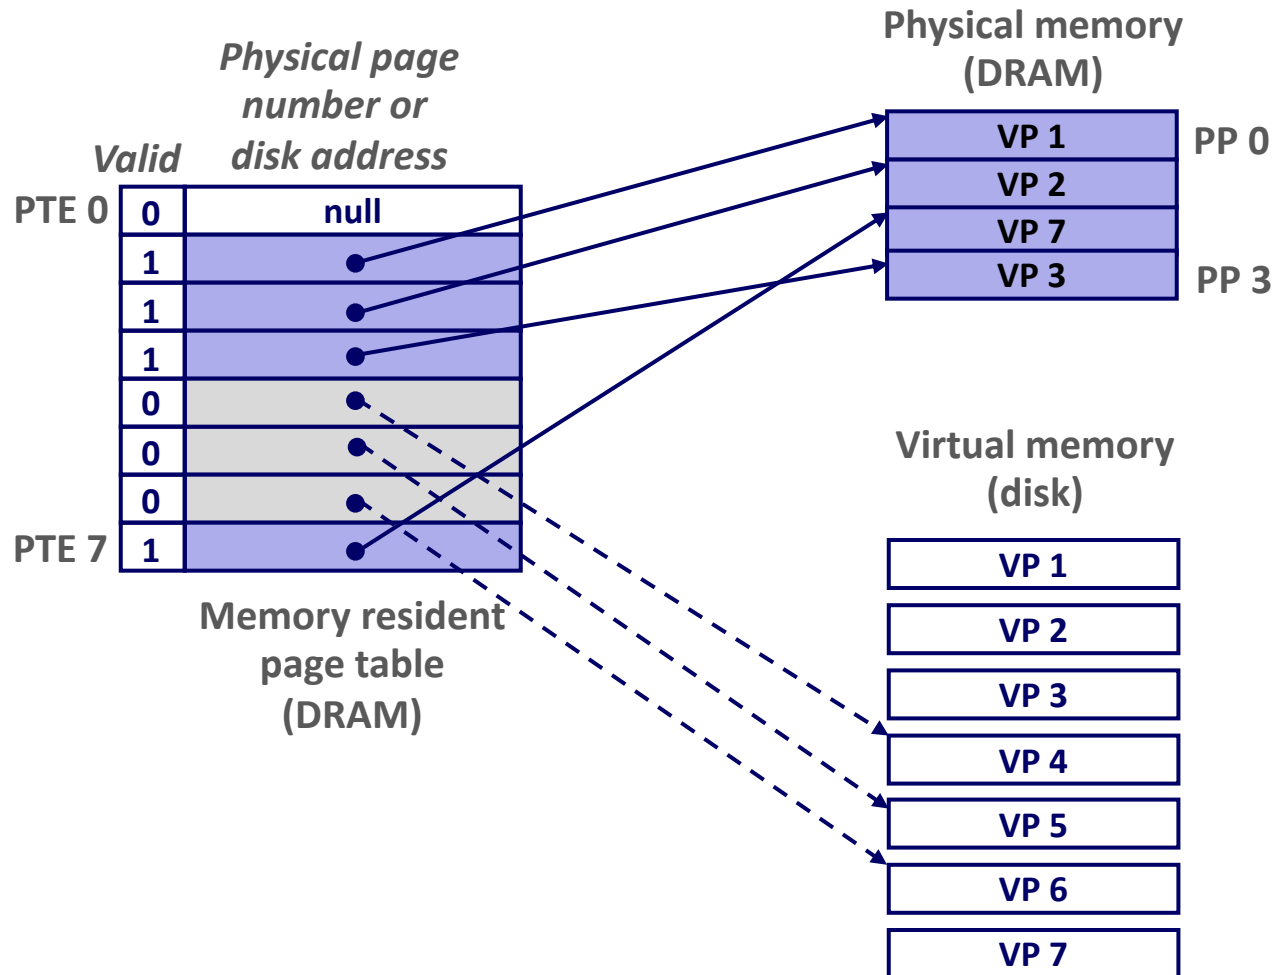 Physical page
number or
disk address
Valid
PTE 0
0
null
1
1
1
0
0
0
PTE 7
1
Memory resident
page table
(DRAM)
Physical memory
(DRAM)
VP 1
PP 0
VP 2
VP 7
VP 3
PP 3
Virtual memory
(disk)
VP 1
VP 2
VP 3
VP 4
VP 5
VP 6
VP 7